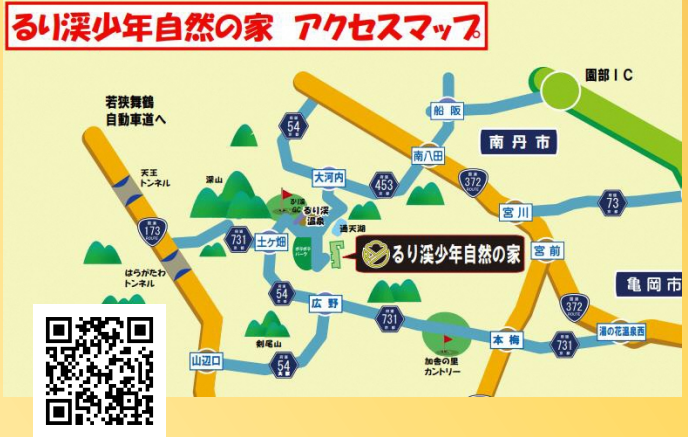 るり渓少年自然の家 アクセスマップ
園部IC
若狭舞鶴
自動車道へ
54
船阪
南丹市
天王
トンネル
深山
大河内
南八田
453
372
ROUTE
73
宮川
るり渓
温泉
通天湖
173
ROUTE
731
土ヶ畑
るり渓少年自然の家
宮前
はらがたわ
トンネル
亀岡市
54
広野
372
ROUTE
731
湯の花温泉西
剣尾山
本梅
731
山辺口
54
加舎の里
カントリー